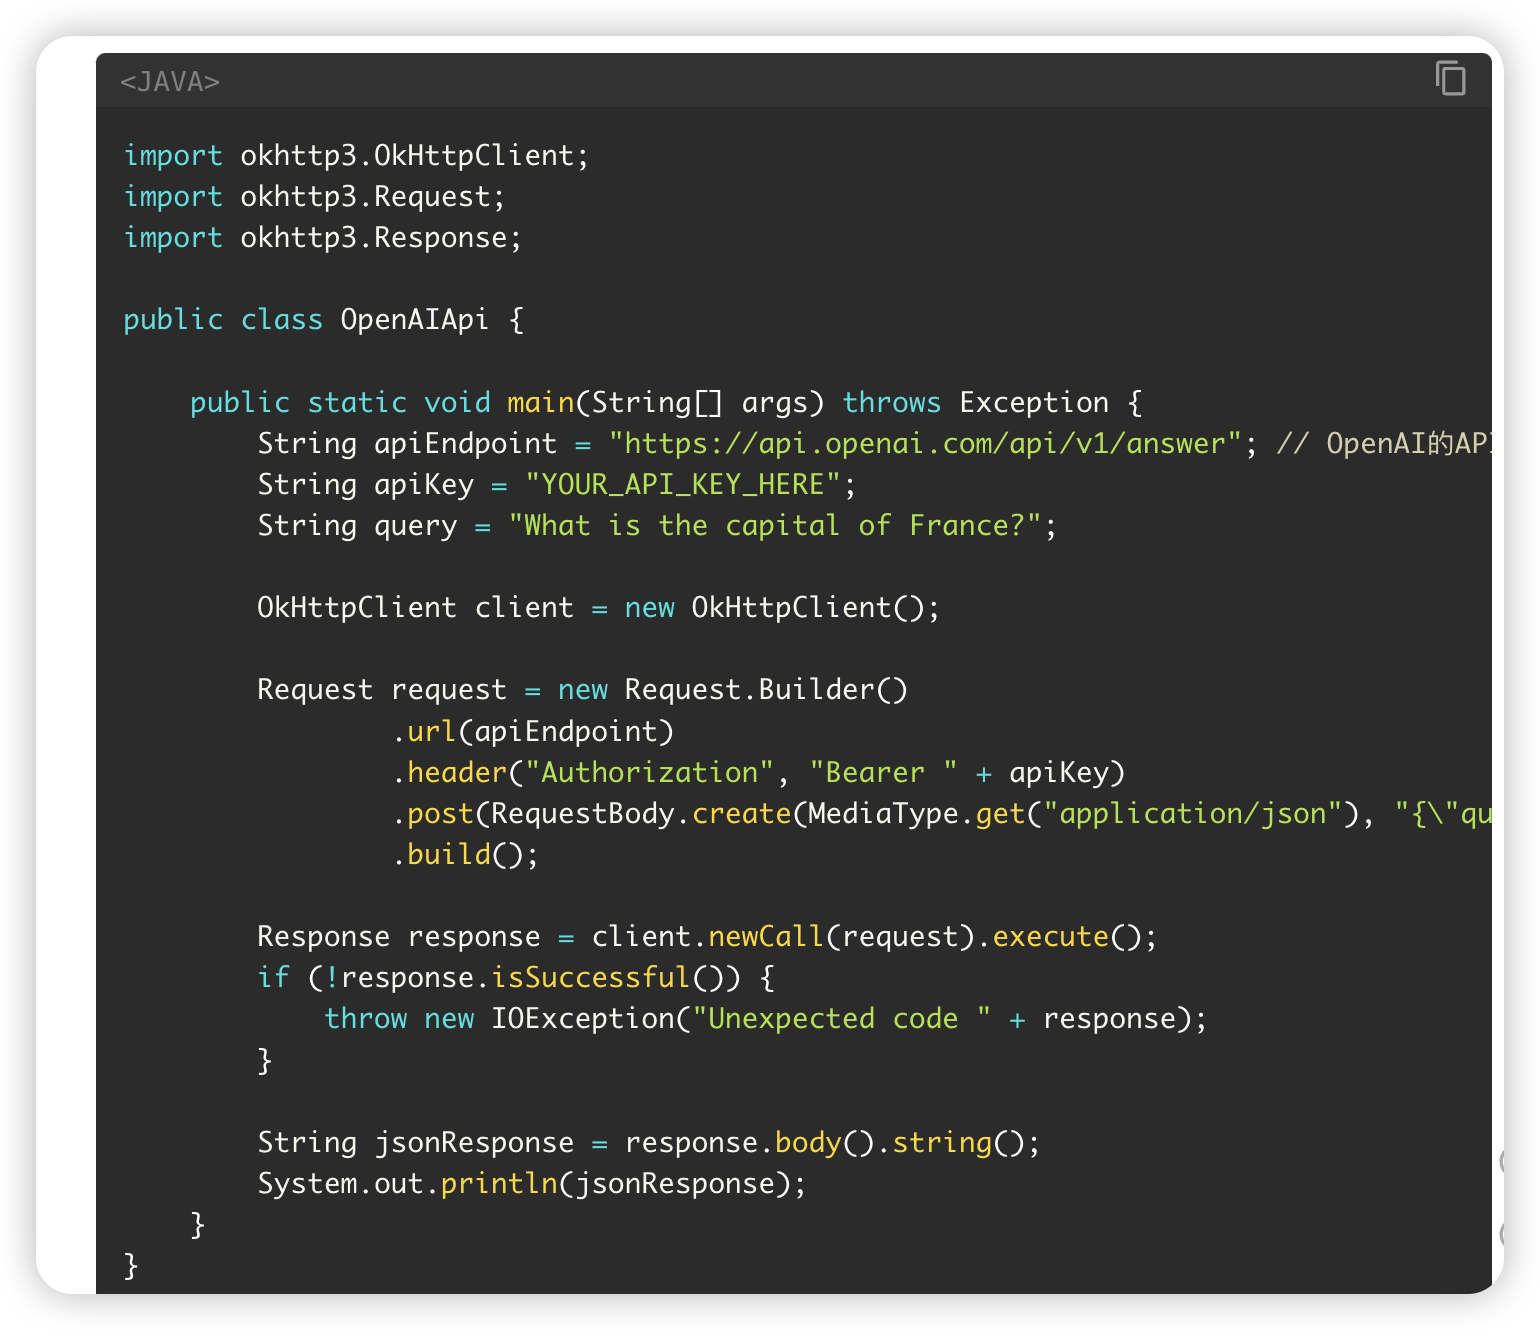 <JAVA>
import okhttp3.OkHttpClient;
import okhttp3.Request;
import okhttp3.Response;
public class OpenAIApi {
public static void main(String[] args) throws Exception {
String apiEndpoint = "https://api.openai.com/api/v1/answer"; // OpenAI的API
String apiKey = "YOUR_API_KEY_HERE";
String query = "What is the capital of France?";
OkHttpClient client = new OkHttpClient();
Request request = new Request.Builder()
.url(apiEndpoint)
.header("Authorization", "Bearer " + apiKey)
.post(RequestBody.create(MediaType.get("application/json"), "{\"qu
.build();
Response response = client.newCall(request).execute();
if (!response.isSuccessful()) {
throw new IOException("Unexpected code " + response);
}
String jsonResponse = response.body().string();
System.out.println(jsonResponse);
}
}